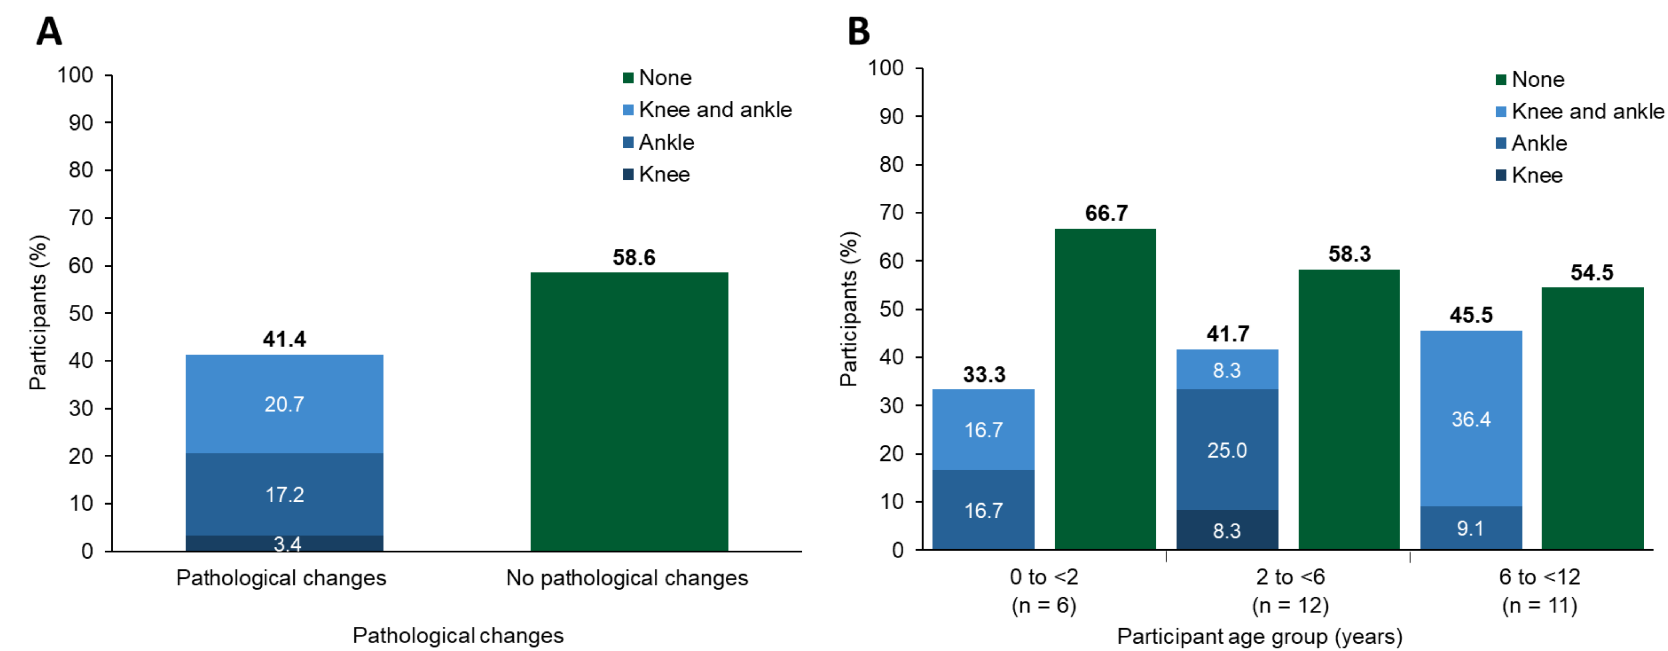 A
100
90
80
70
60
50
40
30
20
10
0
Participants (%)
None
Knee and ankle
Ankle
Knee
41.4
20.7
17.2
3.4
58.6
Pathological changes
No pathological changes
Pathological changes
B
100
90
80
70
60
50
40
30
20
10
0
Participants (%)
None
Knee and ankle
Ankle
Knee
33.3
16.7
16.7
66.7
41.7
8.3
25.0
8.3
58.3
45.5
36.4
9.1
54.5
0 to <2
(n = 6)
2 to <6
(n = 12)
6 to <12
(n = 11)
Participant age group (years)